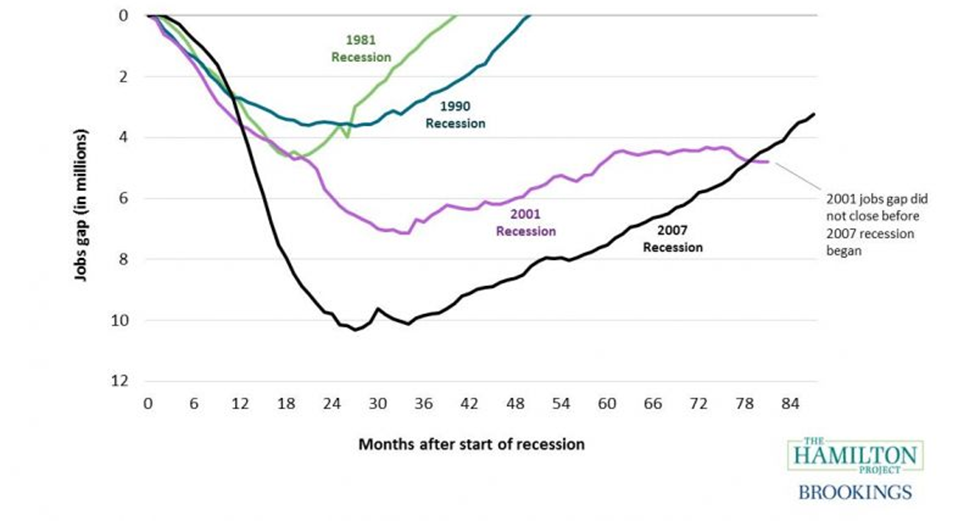 0
2
4
6
8
10
12
Jobs gap (in millions)
1981
Recession
1990
Recession
2001
Recession
2007
Recession
2001 jobs gap did
not close before
2007 recession
began
0 6 12 18 24 30 36 42 48 54 60 66 72 78 84
Months after start of recession
THE
HAMILTON
PROJECT
BROOKINGS